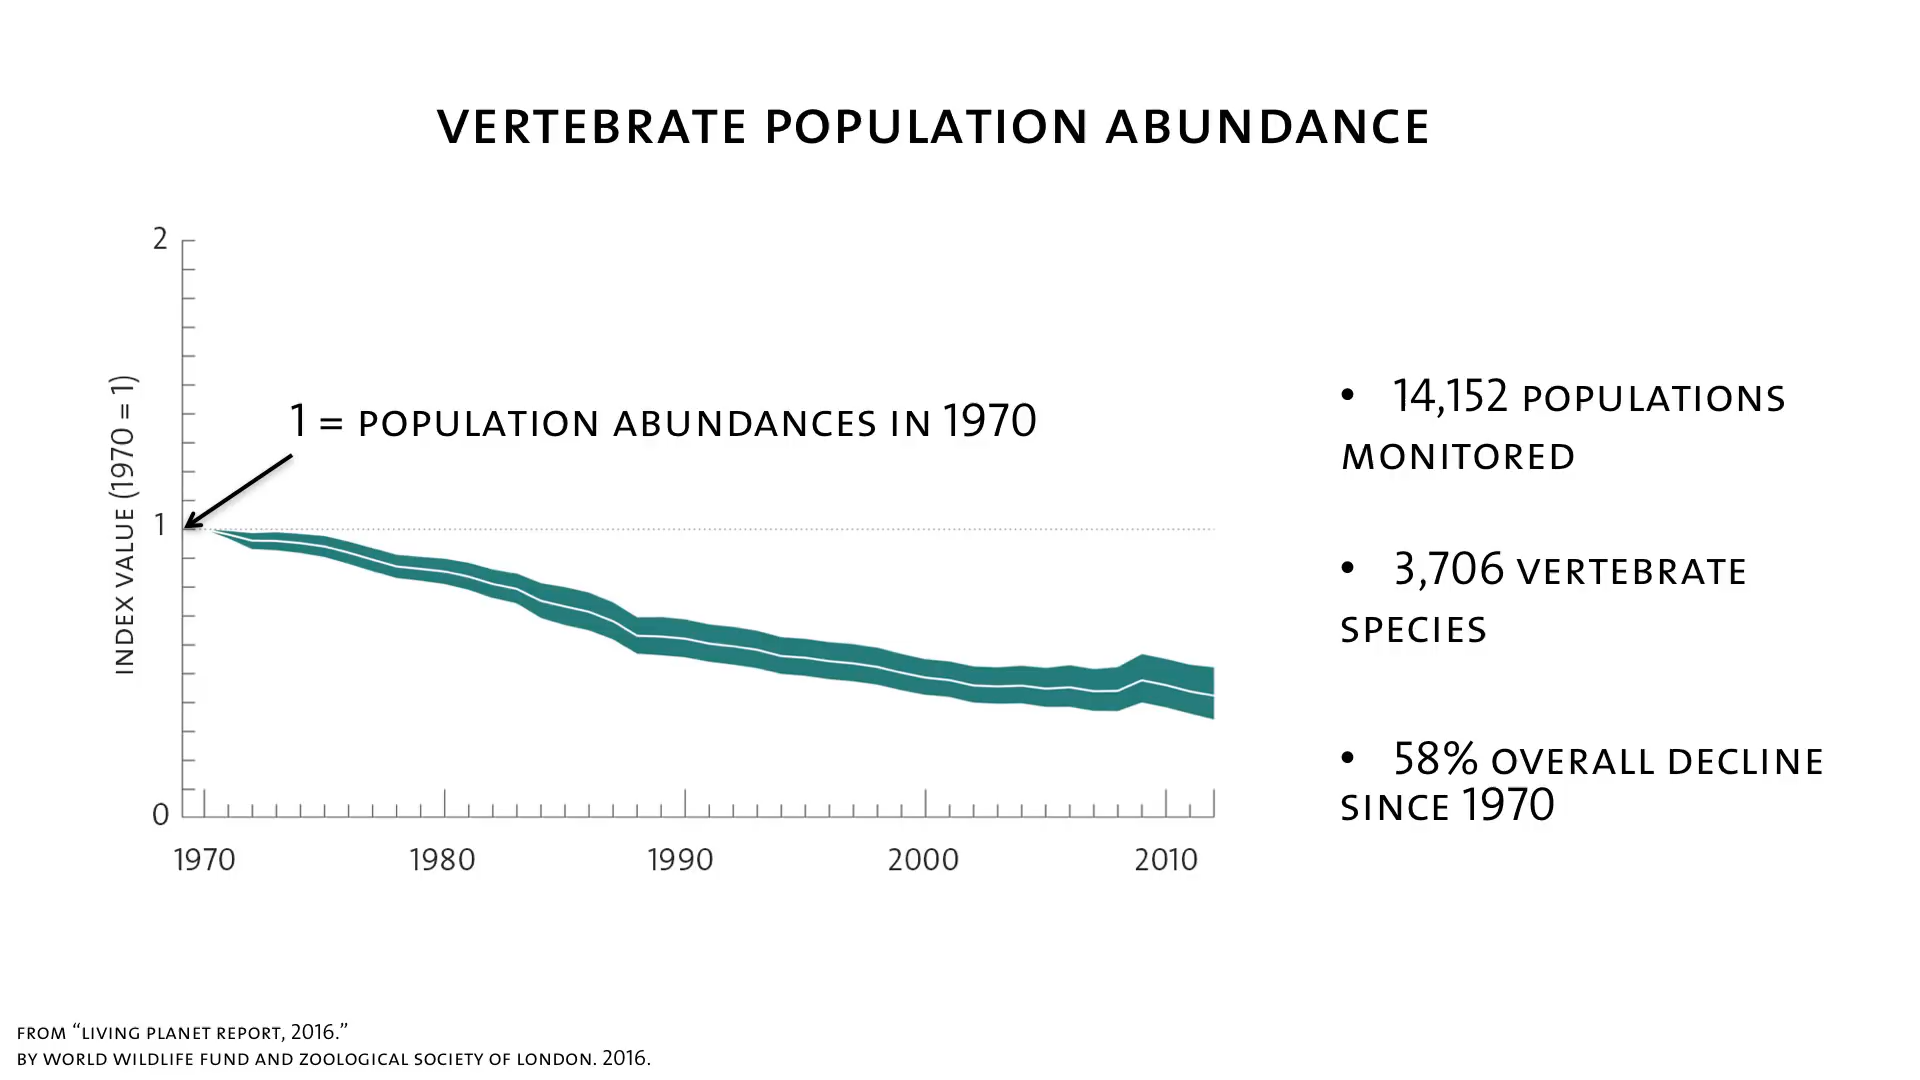 VERTEBRATE POPULATION ABUNDANCE
2
1 = POPULATION ABUNDANCES IN 1970
INDEX VALUE (1970 = 1)
1
0
1970 1980 1990 2000 2010
• 14,152 POPULATIONS
MONITORED
• 3,706 VERTEBRATE
SPECIES
• 58% OVERALL DECLINE
SINCE 1970
FROM “LIVING PLANET REPORT, 2016.”
BY WORLD WILDLIFE FUND AND ZOOLOGICAL SOCIETY OF LONDON. 2016.